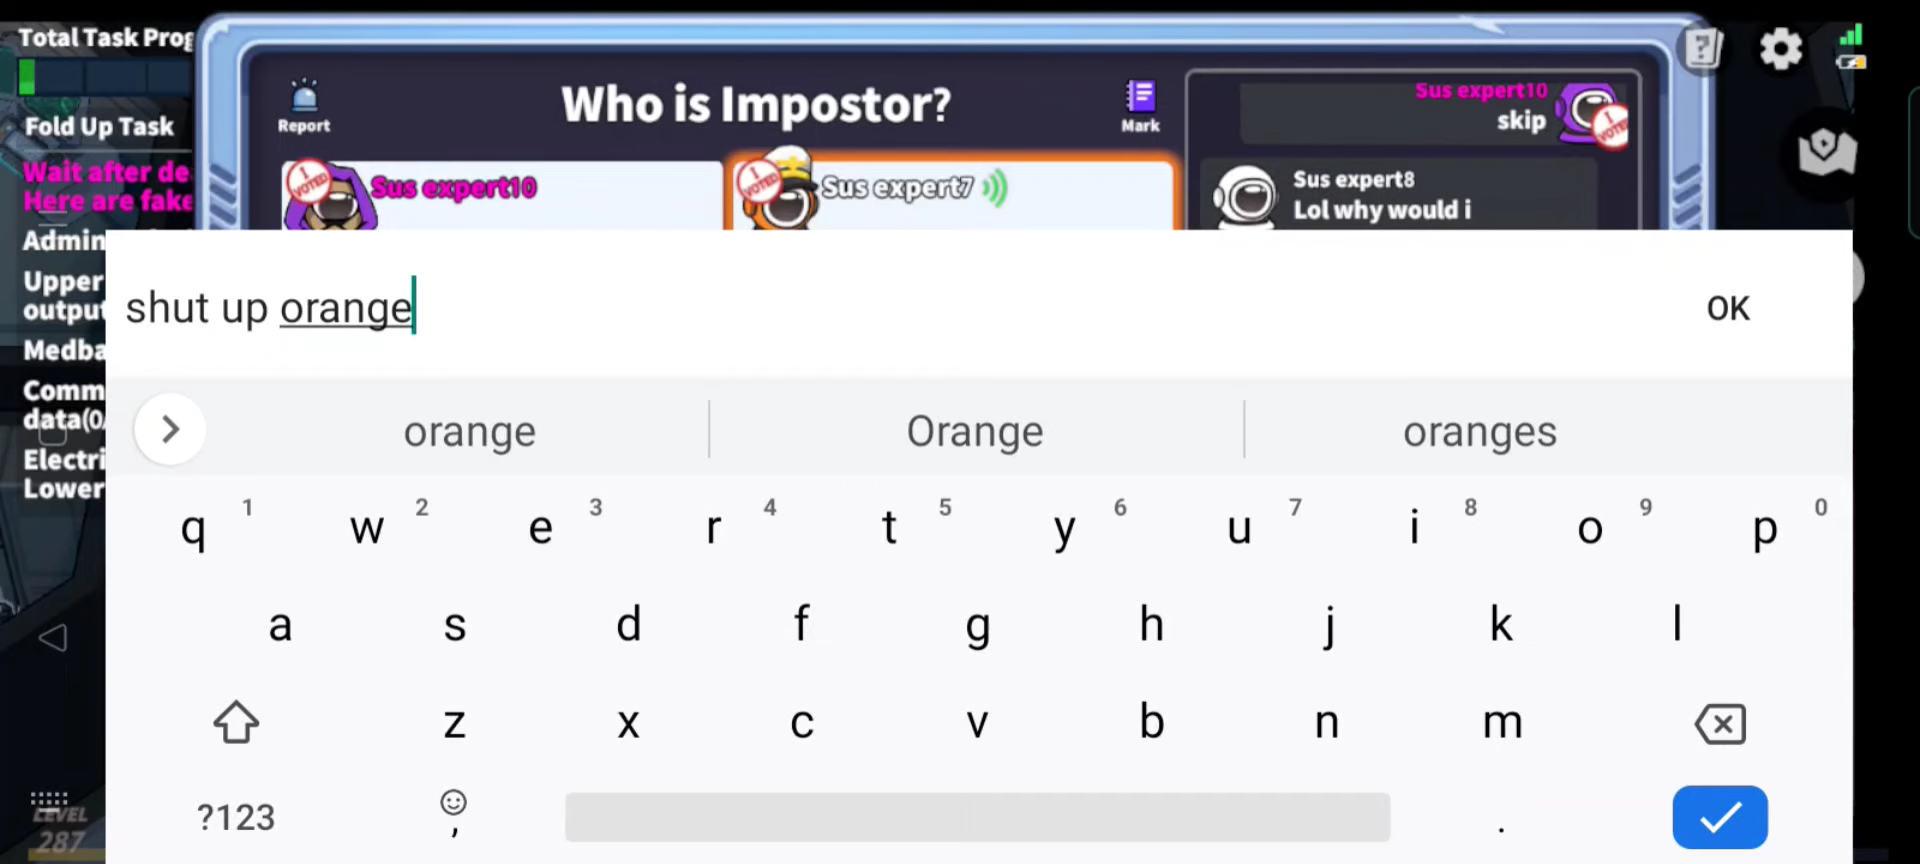 Total Task Prog
Fold Up Task
Wait after de
Here are fake
Admin
Upper
output
Medba
Comm
data(0/
Electri
Lower
LEVEL
287
Report
Who is Impostor?
Mark
I VOTED
Sus expert10
I VOTED
Sus expert7
Sus expert10
skip
I VOTED
Sus expert8
Lol why would i
shut up orange
OK
orange Orange oranges
q 1 w 2 e 3 r 4 t 5 y 6 u 7 i 8 o 9 p 0
a s d f g h j k l
z x c v b n m
?123 , .